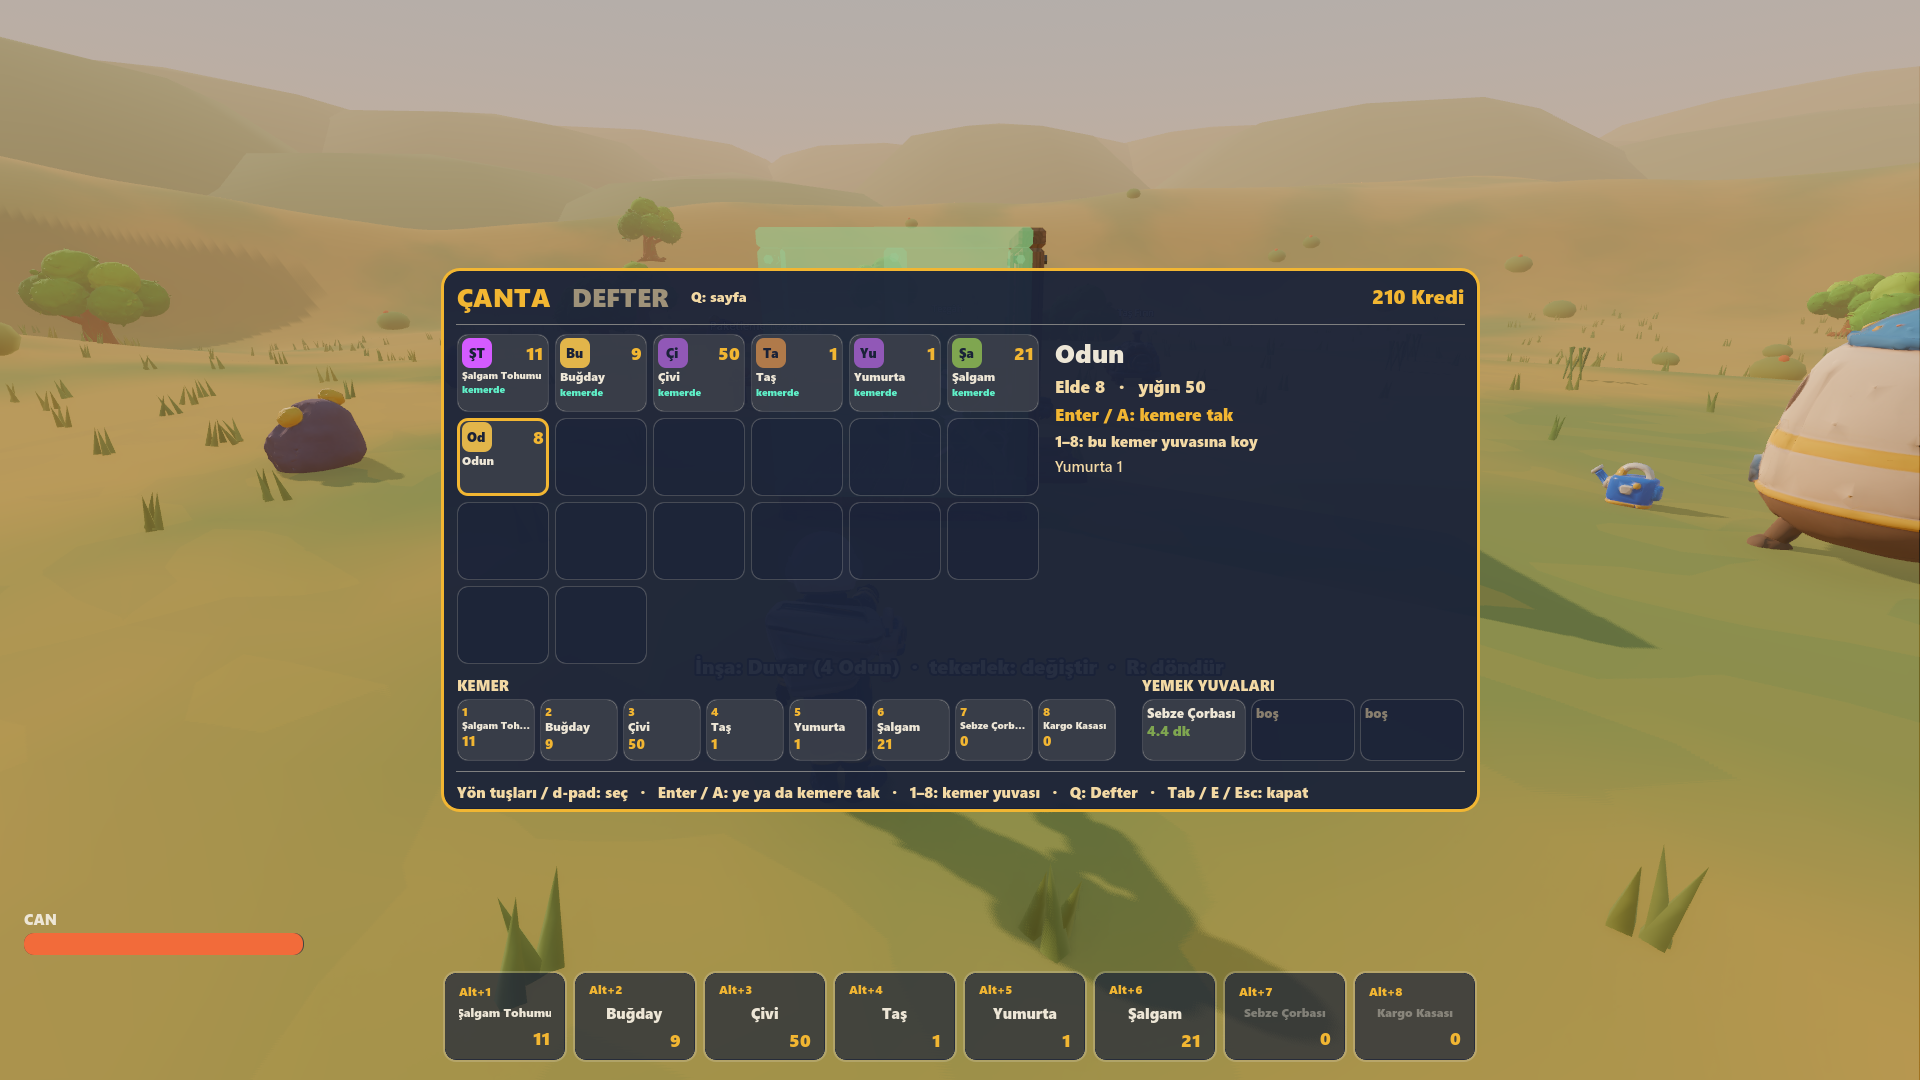 ÇANTA DEFTER Q: sayfa 210 Kredi
ŞT 11
Şalgam Tohumu
kemerde
Bu 9
Buğday
kemerde
Çi 50
Çivi
kemerde
Ta 1
Taş
kemerde
Yu 1
Yumurta
kemerde
Şa 21
Şalgam
kemerde
Od 8
Odun
Odun
Elde 8 · yığın 50
Enter / A: kemere tak
1–8: bu kemer yuvasına koy
Yumurta 1
İnşa: Duvar (4 Odun) · tekerlek: değiştir · R: döndür
KEMER
1
Şalgam Toh...
11
2
Buğday
9
3
Çivi
50
4
Taş
1
5
Yumurta
1
6
Şalgam
21
7
Sebze Çorb...
0
8
Kargo Kasası
0
YEMEK YUVALARI
Sebze Çorbası
4.4 dk
boş
boş
Yön tuşları / d-pad: seç · Enter / A: ye ya da kemere tak · 1–8: kemer yuvası · Q: Defter · Tab / E / Esc: kapat
CAN
Alt+1
Şalgam Tohumu
11
Alt+2
Buğday
9
Alt+3
Çivi
50
Alt+4
Taş
1
Alt+5
Yumurta
1
Alt+6
Şalgam
21
Alt+7
Sebze Çorbası
0
Alt+8
Kargo Kasası
0